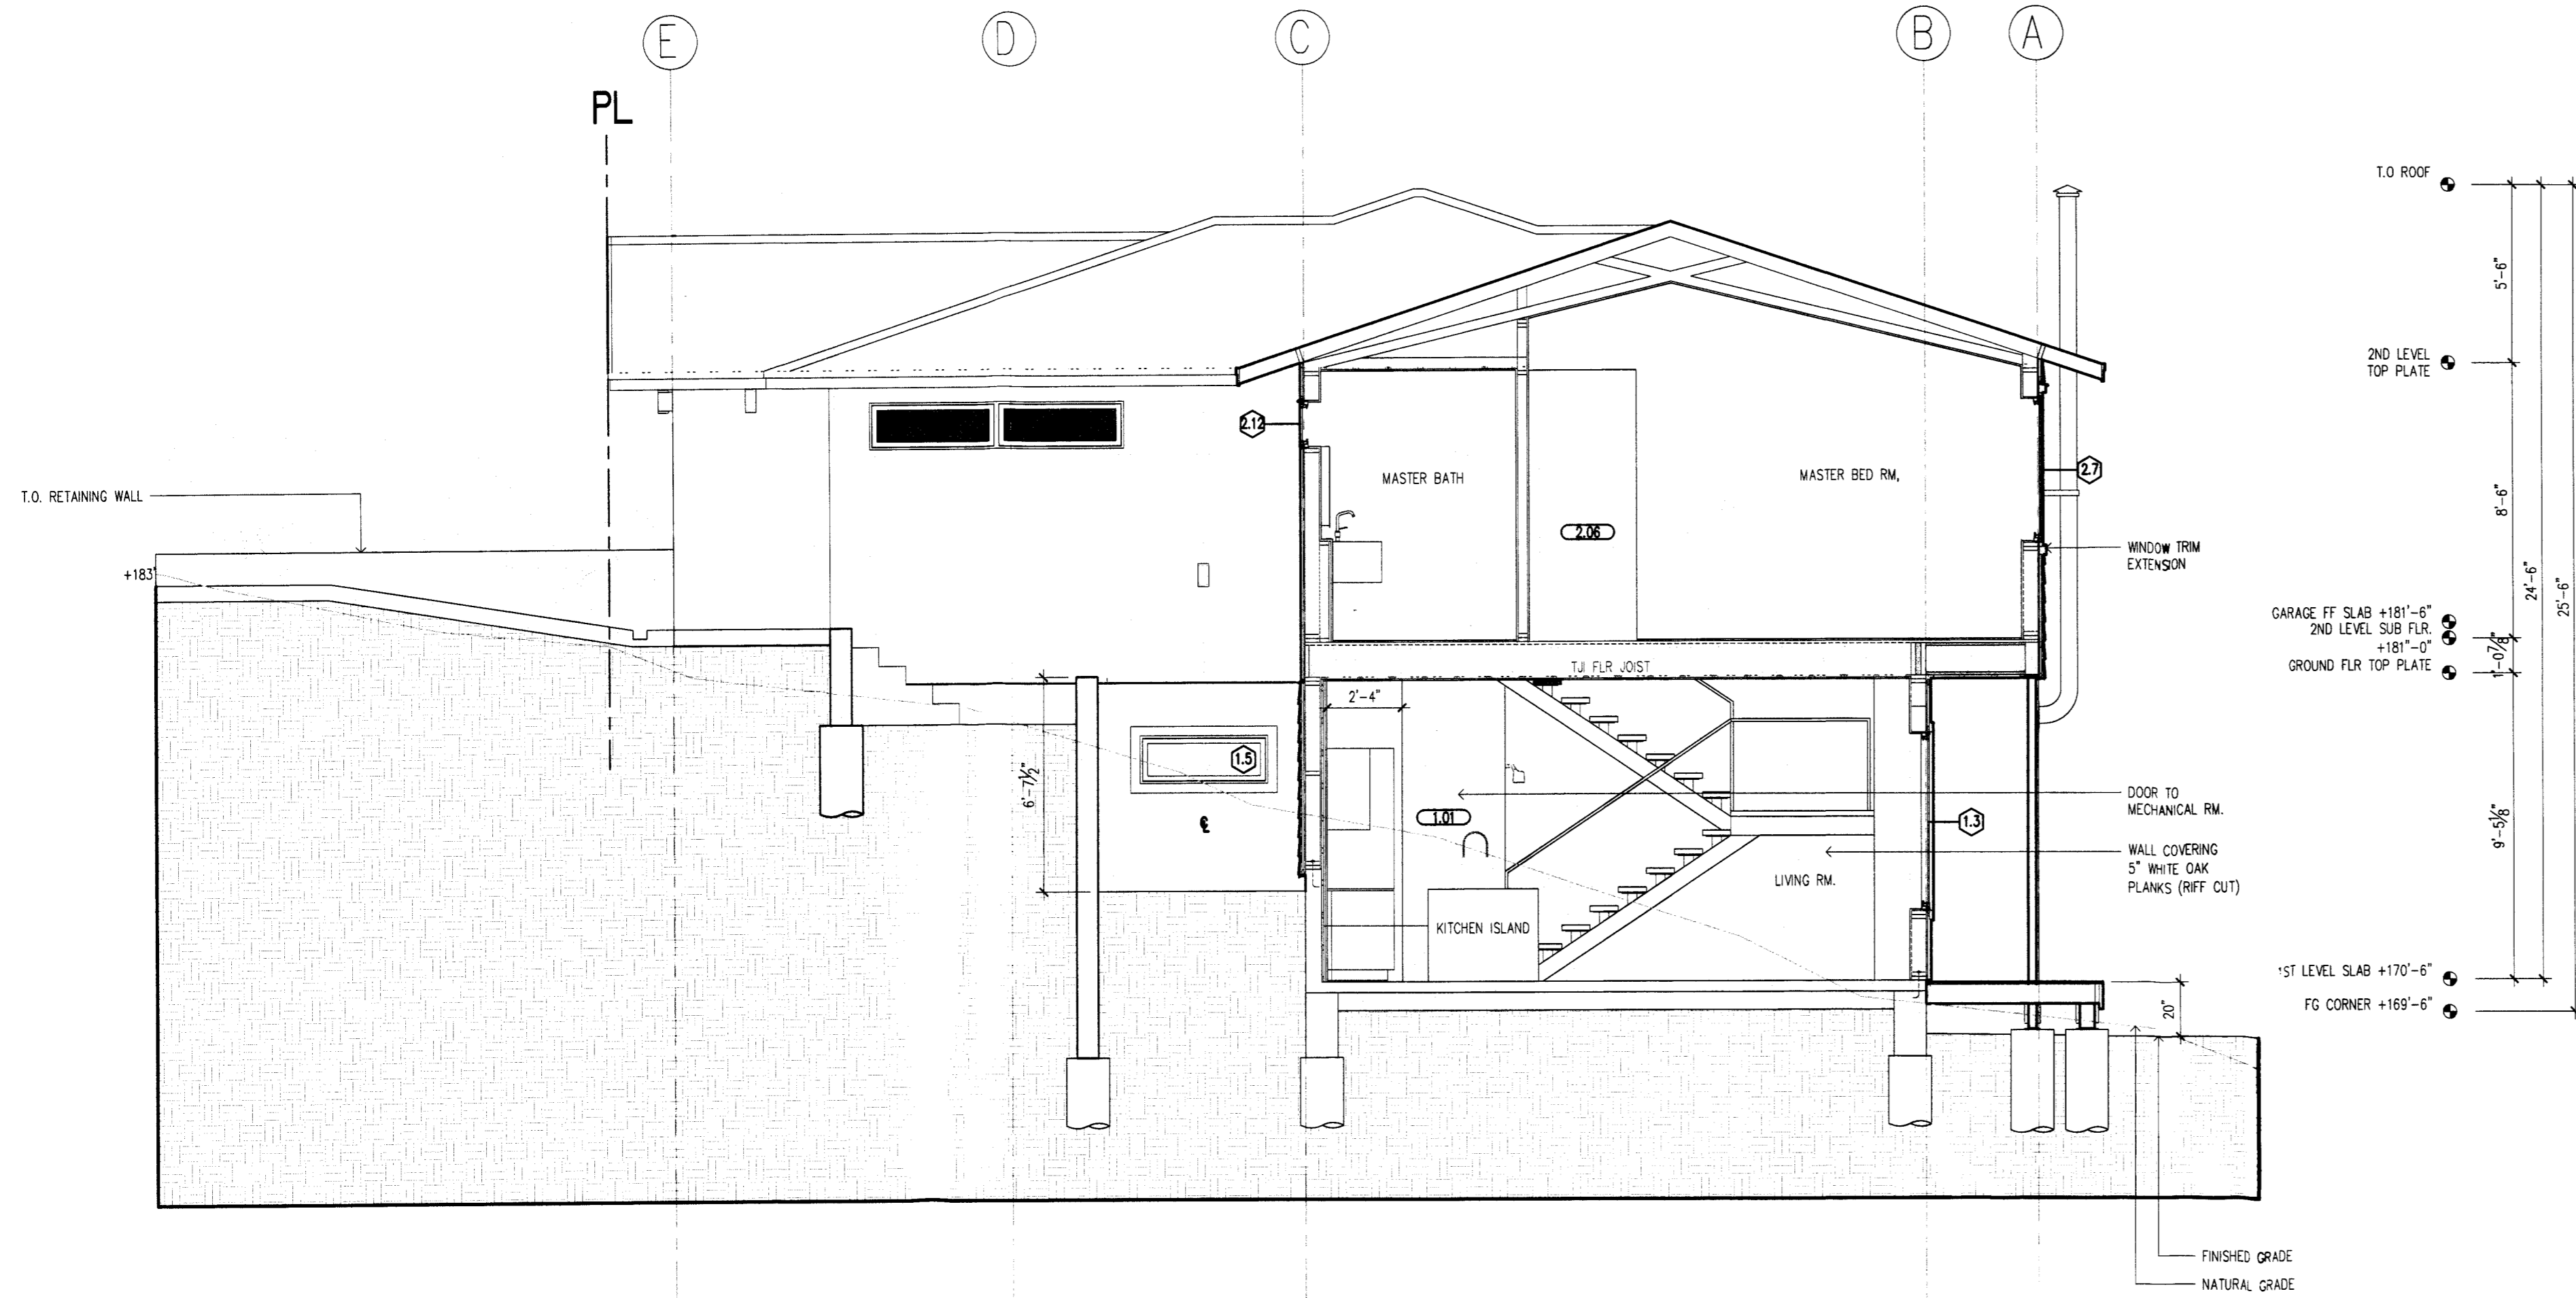 E
D
C
B
A
PL
T.O ROOF
5'-6"
2ND LEVEL
TOP PLATE
2.12
MASTER BATH
MASTER BED RM,
2.7
T.O. RETAINING WALL
8'-6"
2.06
WINDOW TRIM
EXTENSION
+183'
24'-6"
25'-6"
GARAGE FF SLAB +181'-6"
2ND LEVEL SUB FLR.
+181"-0"
GROUND FLR TOP PLATE
1'-0 7/8"
TJI FLR JOIST
2'-4"
1.5
6'-7 1/2"
DOOR TO
MECHANICAL RM.
1.01
1.3
℄
9'-5 1/8"
WALL COVERING
5" WHITE OAK
PLANKS (RIFF CUT)
LIVING RM.
KITCHEN ISLAND
1ST LEVEL SLAB +170'-6"
FG CORNER +169'-6"
20"
FINISHED GRADE
NATURAL GRADE